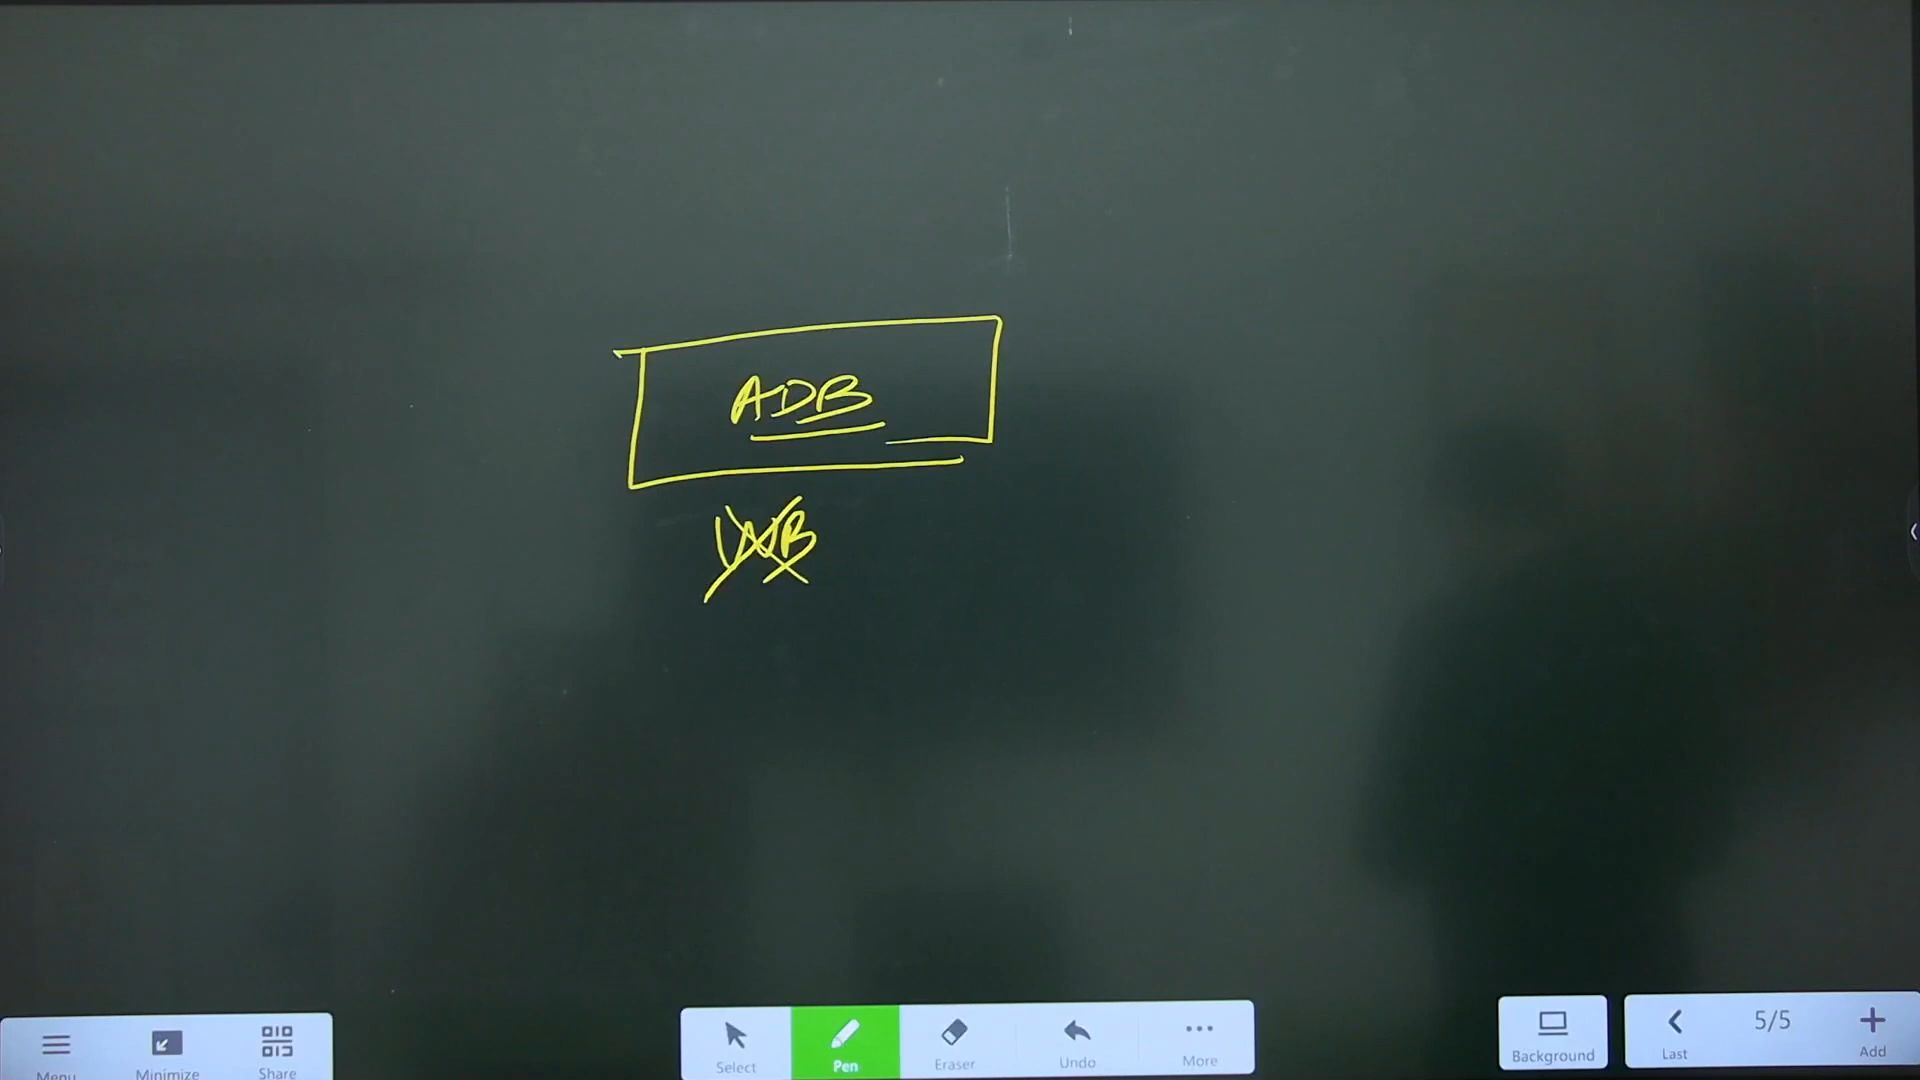 ADB
Menu
Minimize
Share
Select
Pen
Eraser
Undo
More
Background
Last
5/5
Add